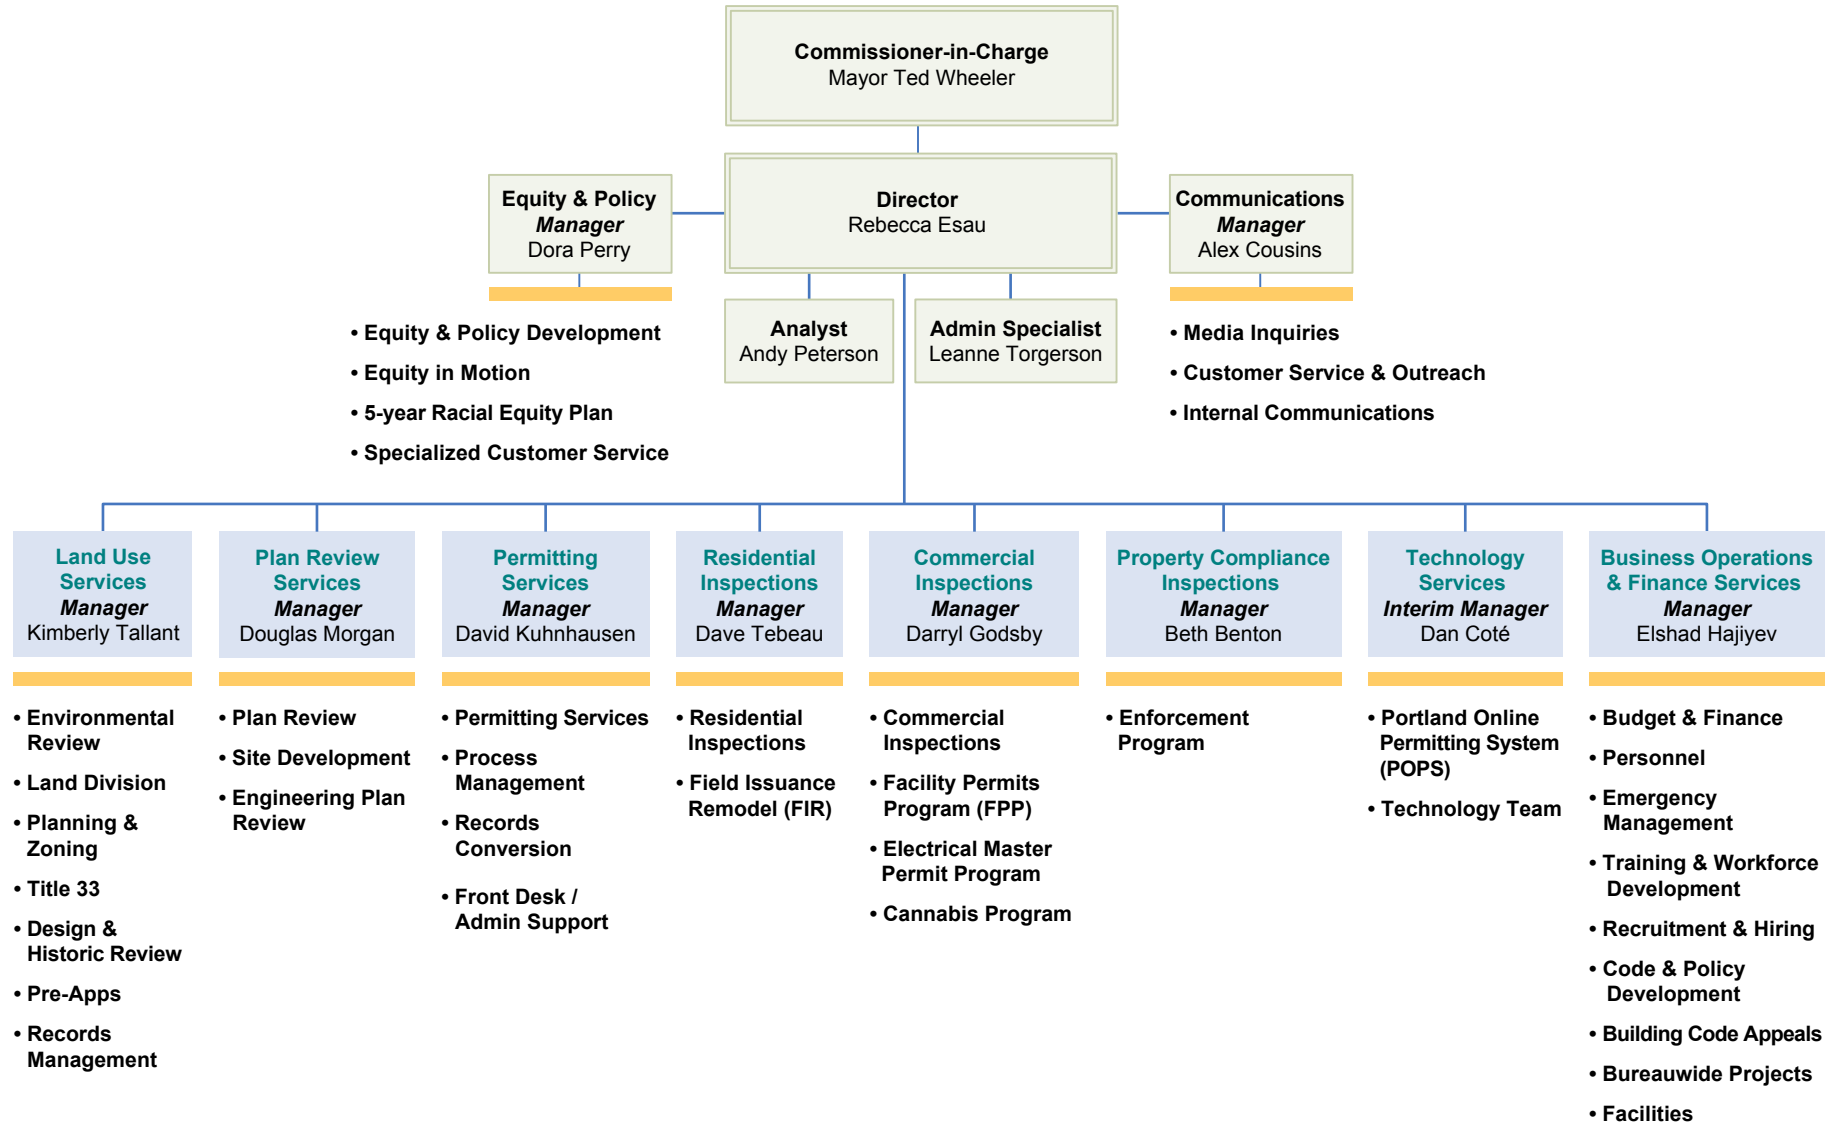 Commissioner-in-Charge
Mayor Ted Wheeler
Equity & Policy
Manager
Dora Perry
Director
Rebecca Esau
Communications
Manager
Alex Cousins
Analyst
Andy Peterson
Admin Specialist
Leanne Torgerson
• Equity & Policy Development
• Equity in Motion
• 5-year Racial Equity Plan
• Specialized Customer Service
• Media Inquiries
• Customer Service & Outreach
• Internal Communications
Land Use
Services
Manager
Kimberly Tallant
• Environmental
Review
• Land Division
• Planning &
Zoning
• Title 33
• Design &
Historic Review
• Pre-Apps
• Records
Management
Plan Review
Services
Manager
Douglas Morgan
• Plan Review
• Site Development
• Engineering Plan
Review
Permitting
Services
Manager
David Kuhnhausen
• Permitting Services
• Process
Management
• Records
Conversion
• Front Desk /
Admin Support
Residential
Inspections
Manager
Dave Tebeau
• Residential
Inspections
• Field Issuance
Remodel (FIR)
Commercial
Inspections
Manager
Darryl Godsby
• Commercial
Inspections
• Facility Permits
Program (FPP)
• Electrical Master
Permit Program
• Cannabis Program
Property Compliance
Inspections
Manager
Beth Benton
• Enforcement
Program
Technology
Services
Interim Manager
Dan Coté
• Portland Online
Permitting System
(POPS)
• Technology Team
Business Operations
& Finance Services
Manager
Elshad Hajiyev
• Budget & Finance
• Personnel
• Emergency
Management
• Training & Workforce
Development
• Recruitment & Hiring
• Code & Policy
Development
• Building Code Appeals
• Bureauwide Projects
• Facilities